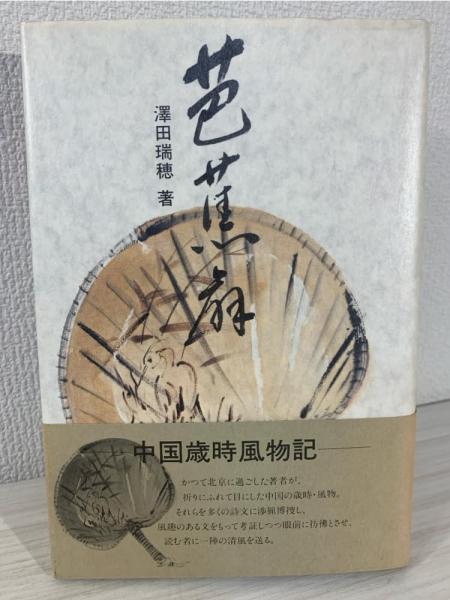 芭蕉扇
澤田瑞穂 著
中国歳時風物記
かつて北京に過ごした著者が、
折りにふれて目にした中国の歳時・風物。
それらを多くの詩文に渉猟博捜し、
風趣のある文をもって考証しつつ眼前に彷彿とさせ、
読む者に一陣の清風を送る。